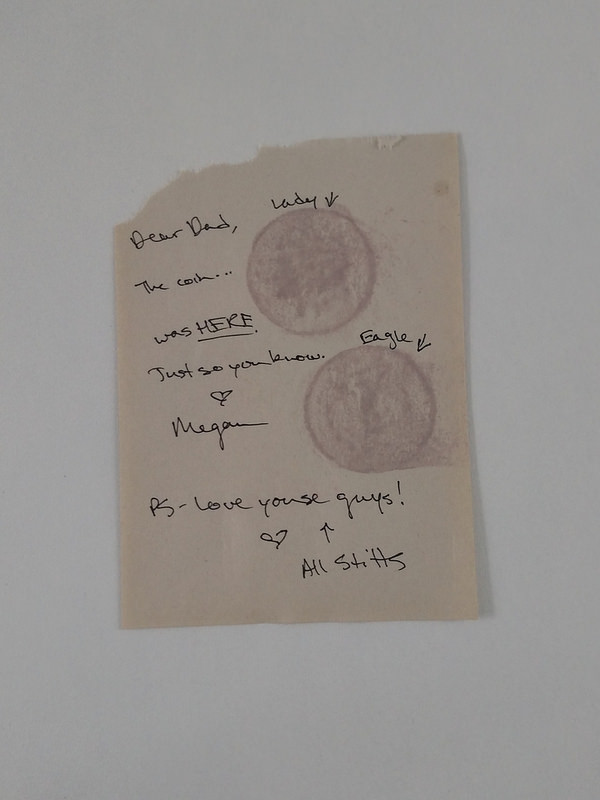 Lady
Dear Dad,
The coin...
was HERE.
Eagle
Just so you know.
Megan
PS - Love youse guys!
All Stitts